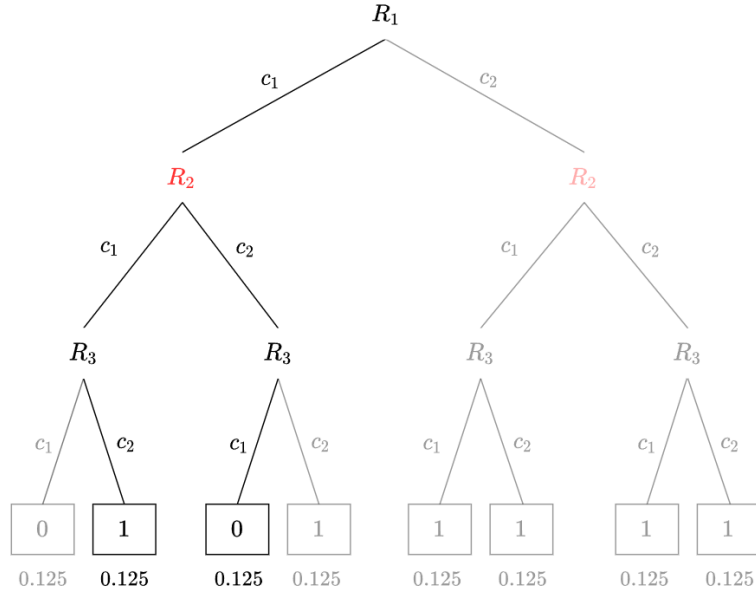 R₁
c₁ c₂
R₂ R₂
c₁ c₂ c₁ c₂
R₃ R₃ R₃ R₃
c₁ c₂ c₁ c₂ c₁ c₂ c₁ c₂
0 1 0 1 1 1 1 1
0.125 0.125 0.125 0.125 0.125 0.125 0.125 0.125